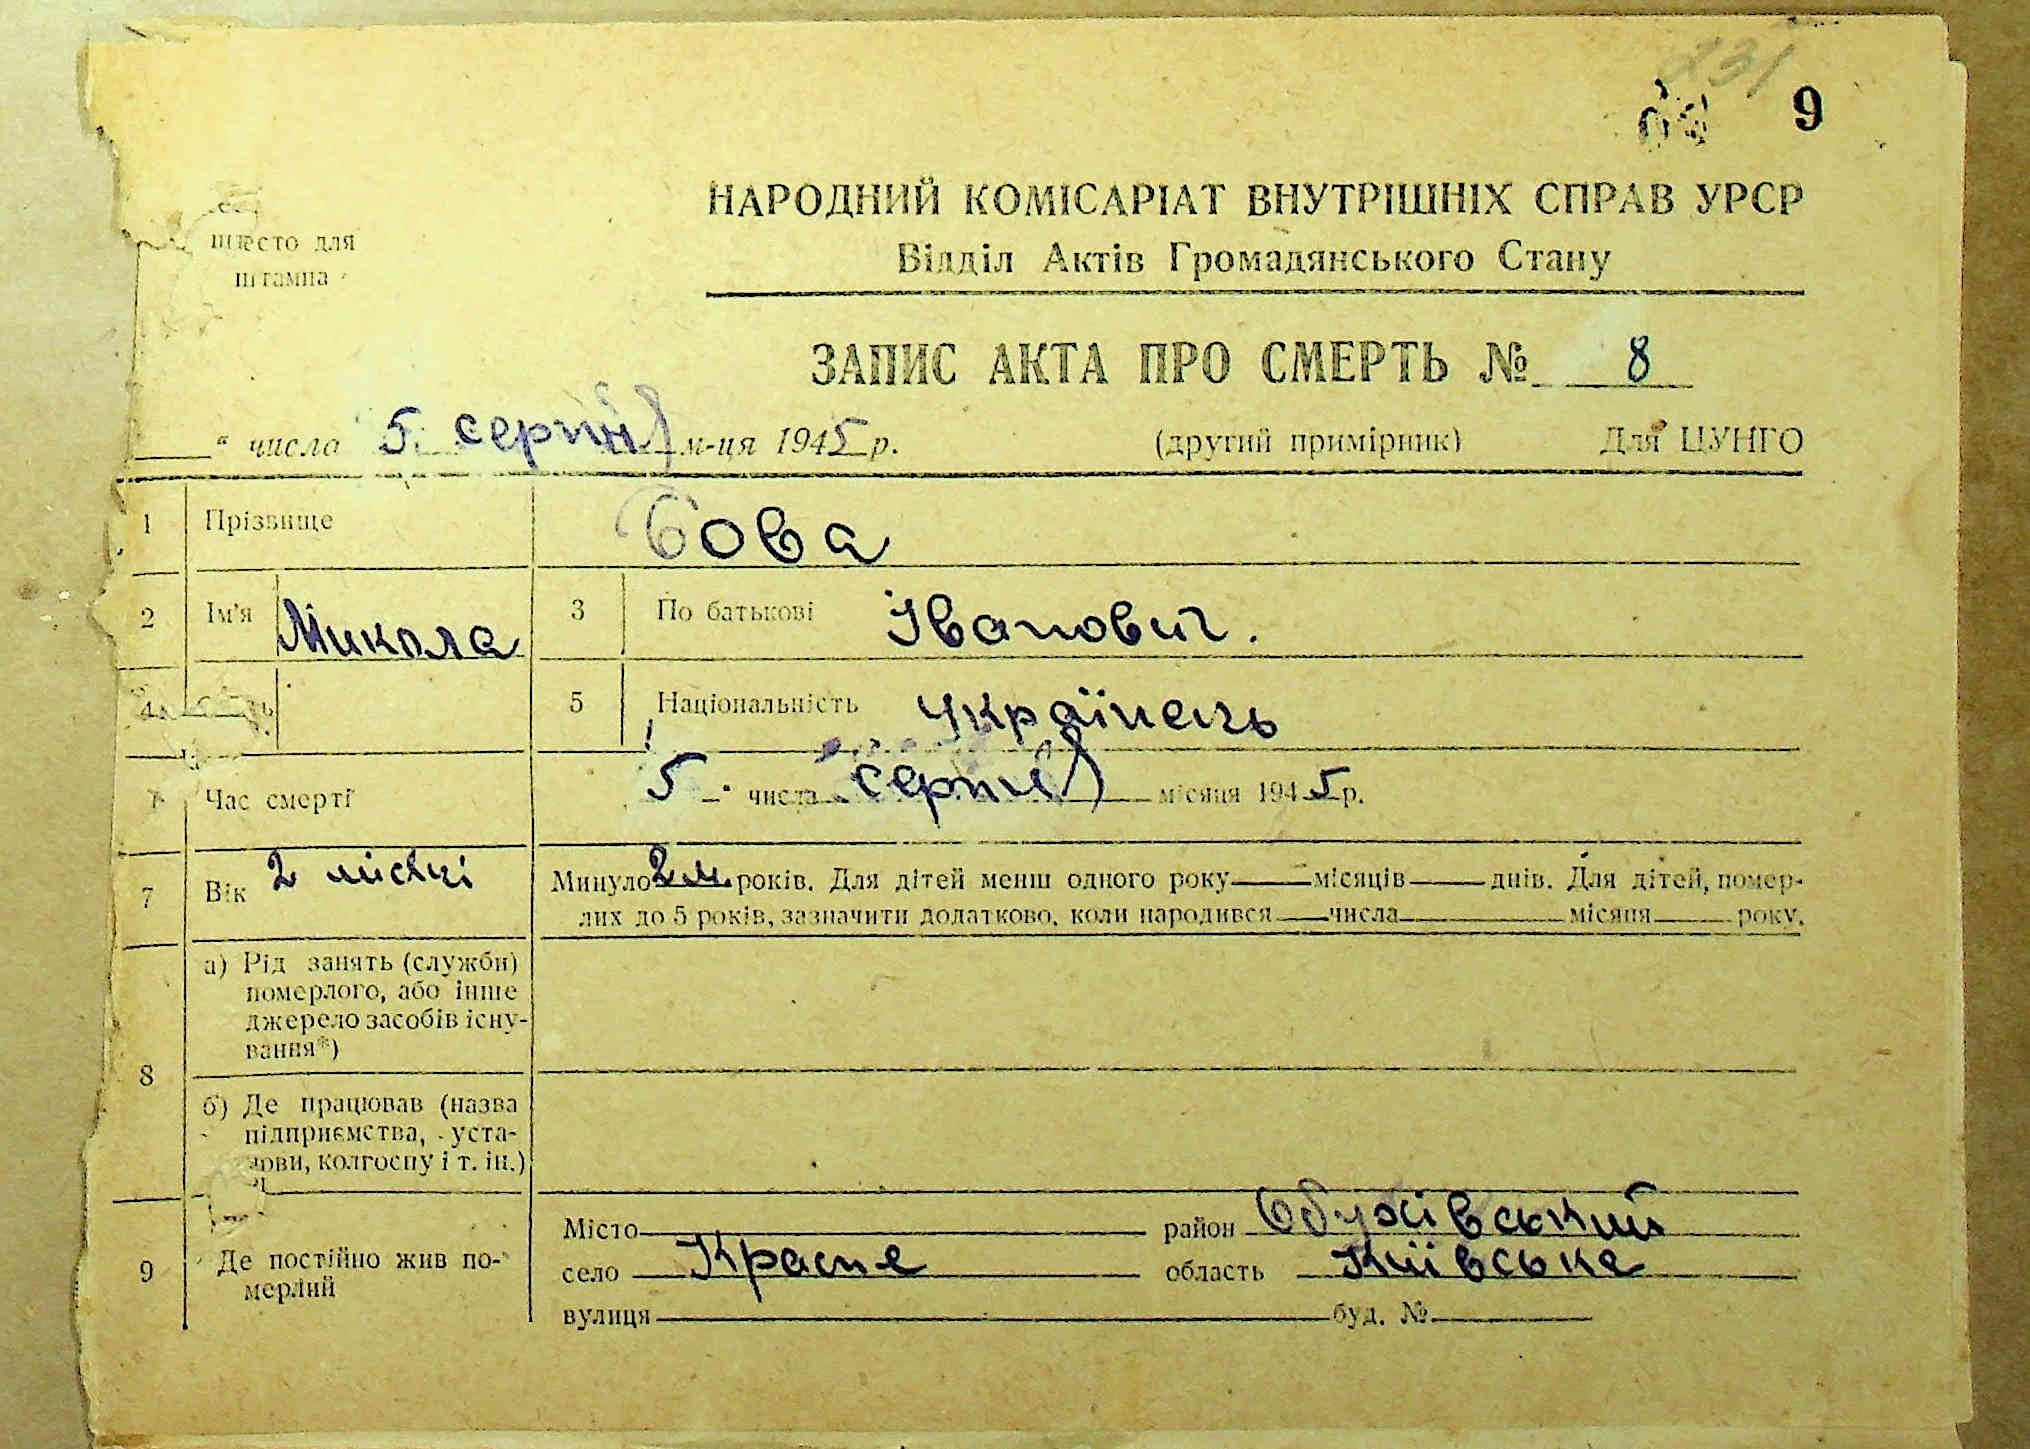 231
9
НАРОДНИЙ КОМІСАРІАТ ВНУТРІШНІХ СПРАВ УРСР
Відділ Актів Громадянського Стану
місто для
штампа
ЗАПИС АКТА ПРО СМЕРТЬ № 8
" числа 5. серпня м-ця 1945 р. (другий примірник) Для ЦУНГО
1 Прізвище Сова
2 Ім'я Микола 3 По батькові Іванович.
4 5 Національність Українець
Час смерті 5 " числа серпня місяця 1945 р.
7 Вік 2 місяці Минуло 2 м. років. Для дітей менш одного року місяців днів. Для дітей, помер-
лих до 5 років, зазначити додатково, коли народився числа місяця року.
8 а) Рід занять (служби)
померлого, або інше
джерело засобів існу-
вання*)
б) Де працював (назва
підприємства, уста-
нови, колгоспу і т. ін.)
9 Де постійно жив по-
мерлий
Місто район Обухівський
село Красне область Київське
вулиця буд. №